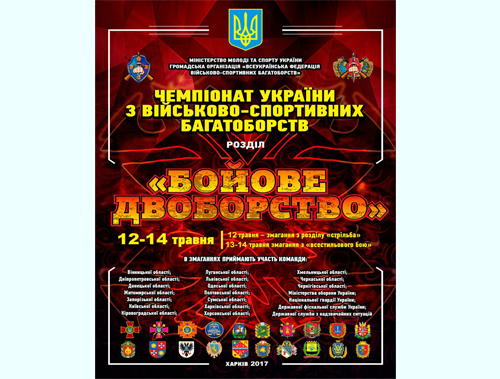 МІНІСТЕРСТВО МОЛОДІ ТА СПОРТУ УКРАЇНИ
ГРОМАДСЬКА ОРГАНІЗАЦІЯ «ВСЕУКРАЇНСЬКА ФЕДЕРАЦІЯ
ВІЙСЬКОВО-СПОРТИВНИХ БАГАТОБОРСТВ»
ЧЕМПІОНАТ УКРАЇНИ
З ВІЙСЬКОВО-СПОРТИВНИХ
БАГАТОБОРСТВ
РОЗДІЛ
«БОЙОВЕ
ДВОБОРСТВО»
12-14 травня
12 травня – змагання з розділу «стрільба»
13-14 травня змагання з «всестильового бою»
В ЗМАГАННЯХ ПРИЙМАЮТЬ УЧАСТЬ КОМАНДИ:
Вінницької області;
Дніпропетровської області;
Донецької області;
Житомирської області;
Запорізької області;
Київської області;
Кіровоградської області;
Луганської області;
Львівської області;
Одеської області;
Полтавської області;
Сумської області;
Харківської області;
Херсонської області;
Хмельницької області;
Черкаської області;
Чернігівської області;
Міністерства оборони України;
Національної гвардії України;
Державної фіскальної служби України;
Державної служби з надзвичайних ситуацій
ХАРКІВ 2017